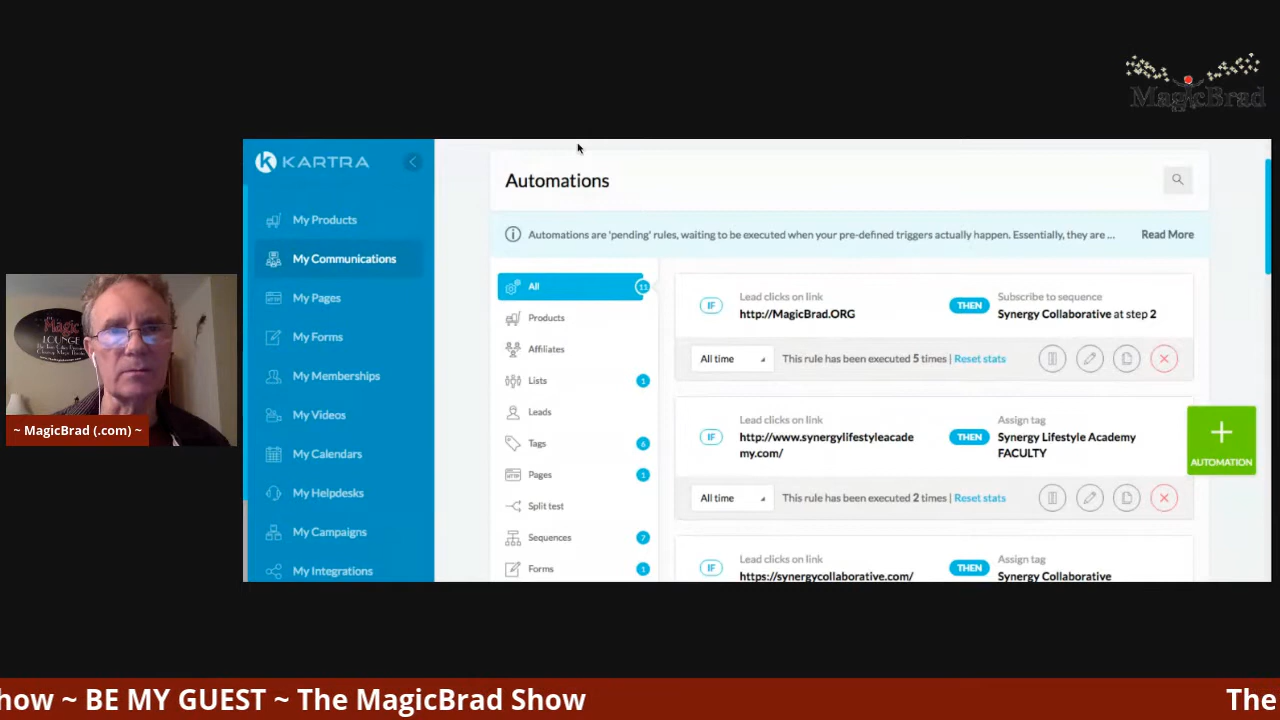 MagicBrad
KARTRA
My Products
My Communications
My Pages
My Forms
My Memberships
My Videos
My Calendars
My Helpdesks
My Campaigns
My Integrations
Automations
Automations are 'pending' rules, waiting to be executed when your pre-defined triggers actually happen. Essentially, they are ... Read More
All 11
Products
Affiliates
Lists 1
Leads
Tags 6
Pages 1
Split test
Sequences 7
Forms 1
IF
Lead clicks on link
http://MagicBrad.ORG
THEN
Subscribe to sequence
Synergy Collaborative at step 2
All time
This rule has been executed 5 times | Reset stats
IF
Lead clicks on link
http://www.synergylifestyleacade
my.com/
THEN
Assign tag
Synergy Lifestyle Academy
FACULTY
All time
This rule has been executed 2 times | Reset stats
IF
Lead clicks on link
https://synergycollaborative.com/
THEN
Assign tag
Synergy Collaborative
+
AUTOMATION
Magic
LOUNGE
~ MagicBrad (.com) ~
how ~ BE MY GUEST ~ The MagicBrad Show
The